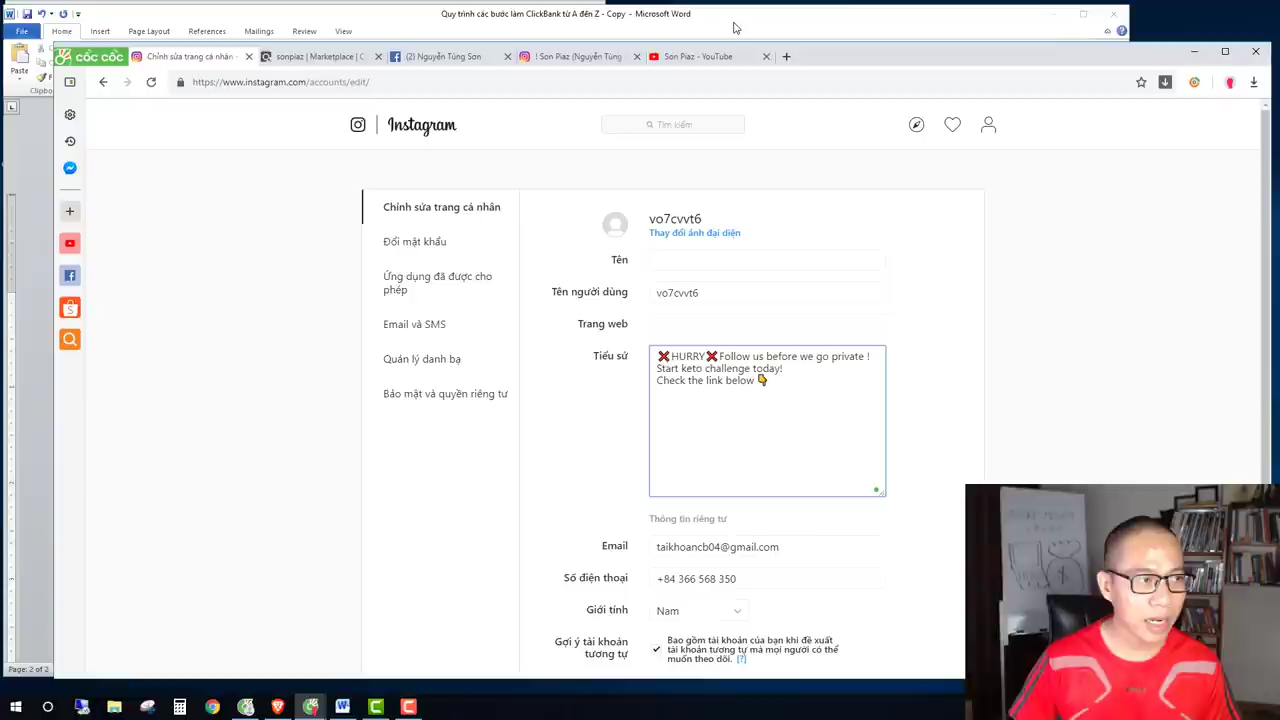 Quy trình các bước làm ClickBank từ A đến Z - Copy - Microsoft Word
File Home Insert Page Layout References Mailings Review View
Paste
Clipbo
cốc cốc
Chỉnh sửa trang cá nhân -
sonpiaz | Marketplace | C
(2) Nguyễn Tùng Sơn
! Son Piaz (Nguyễn Tùng
Son Piaz - YouTube
https://www.instagram.com/accounts/edit/
Instagram
Tìm kiếm
Chỉnh sửa trang cá nhân
Đổi mật khẩu
Ứng dụng đã được cho
phép
Email và SMS
Quản lý danh bạ
Bảo mật và quyền riêng tư
vo7cvvt6
Thay đổi ảnh đại diện
Tên
Tên người dùng
vo7cvvt6
Trang web
Tiểu sử
❌HURRY❌Follow us before we go private !
Start keto challenge today!
Check the link below 👇
Thông tin riêng tư
Email
taikhoancb04@gmail.com
Số điện thoại
+84 366 568 350
Giới tính
Nam
Gợi ý tài khoản
tương tự
Bao gồm tài khoản của bạn khi đề xuất
tài khoản tương tự mà mọi người có thể
muốn theo dõi. [?]
Page: 2 of 2